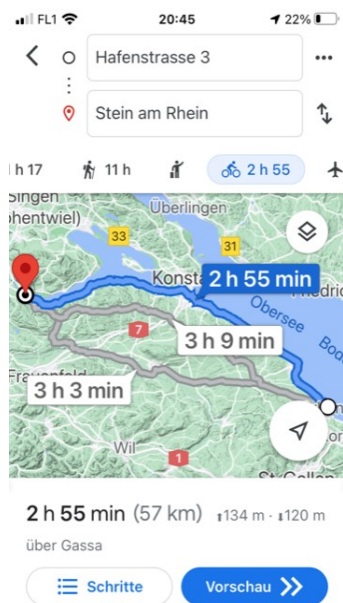 FL1 20:45 22%
Hafenstrasse 3
Stein am Rhein
h 17 11 h 2 h 55
Singen
Überlingen
33
31
2 h 55 min
Obersee
7
3 h 9 min
3 h 3 min
Wil
1
2 h 55 min (57 km) 134 m · 120 m
über Gassa
Schritte Vorschau